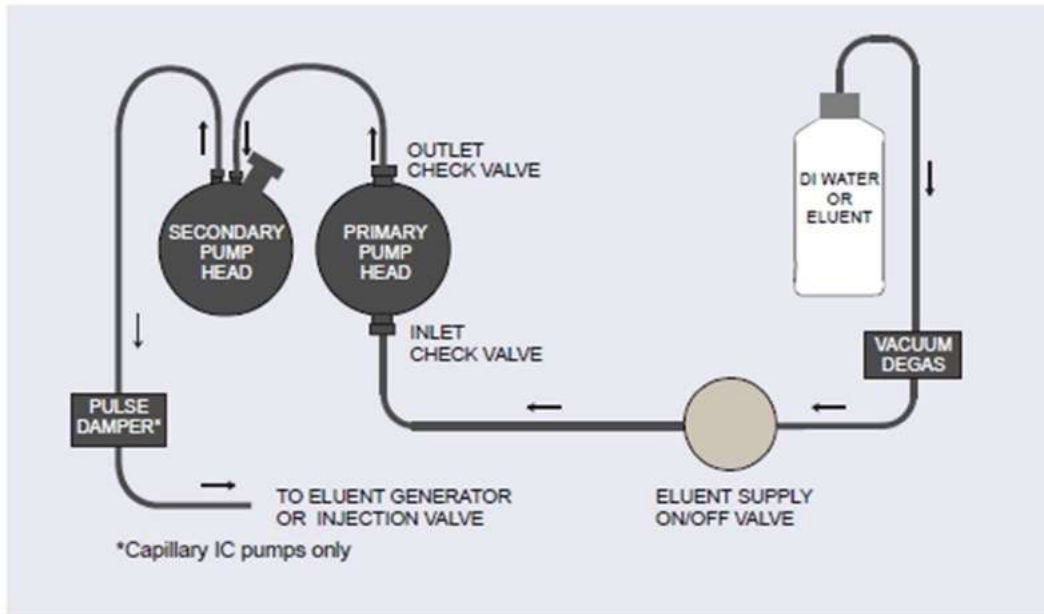 OUTLET
CHECK VALVE
DI WATER
OR
ELUENT
SECONDARY
PUMP
HEAD
PRIMARY
PUMP
HEAD
INLET
CHECK VALVE
VACUUM
DEGAS
PULSE
DAMPER*
TO ELUENT GENERATOR
OR INJECTION VALVE
ELUENT SUPPLY
ON/OFF VALVE
*Capillary IC pumps only